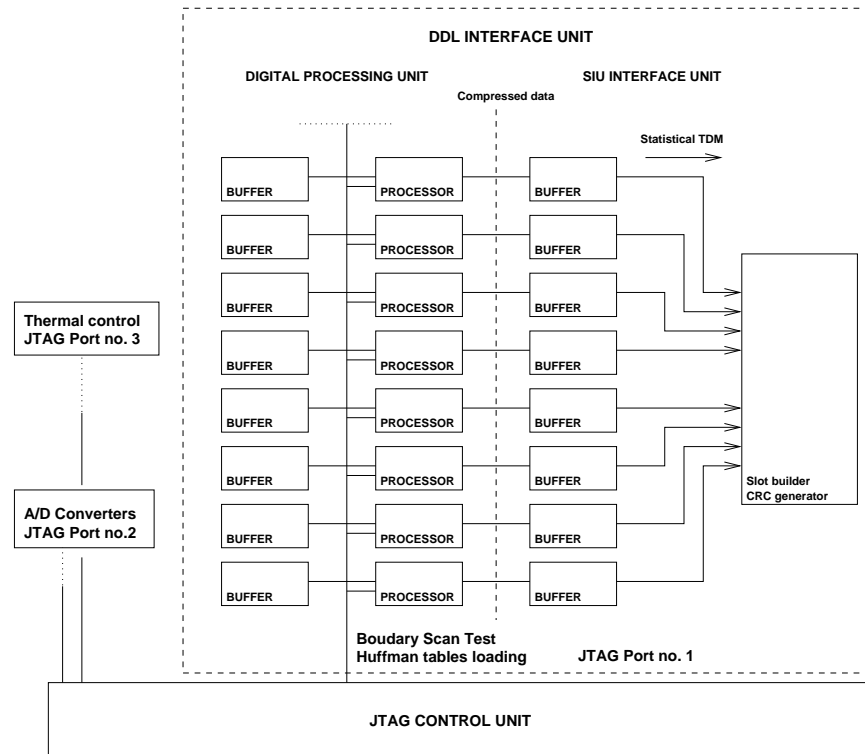 DDL INTERFACE UNIT
DIGITAL PROCESSING UNIT
SIU INTERFACE UNIT
Compressed data
Statistical TDM
BUFFER
PROCESSOR
BUFFER
BUFFER
PROCESSOR
BUFFER
BUFFER
PROCESSOR
BUFFER
Thermal control
JTAG Port no. 3
BUFFER
PROCESSOR
BUFFER
BUFFER
PROCESSOR
BUFFER
BUFFER
PROCESSOR
BUFFER
Slot builder
CRC generator
A/D Converters
JTAG Port no.2
BUFFER
PROCESSOR
BUFFER
BUFFER
PROCESSOR
BUFFER
Boudary Scan Test
Huffman tables loading
JTAG Port no. 1
JTAG CONTROL UNIT